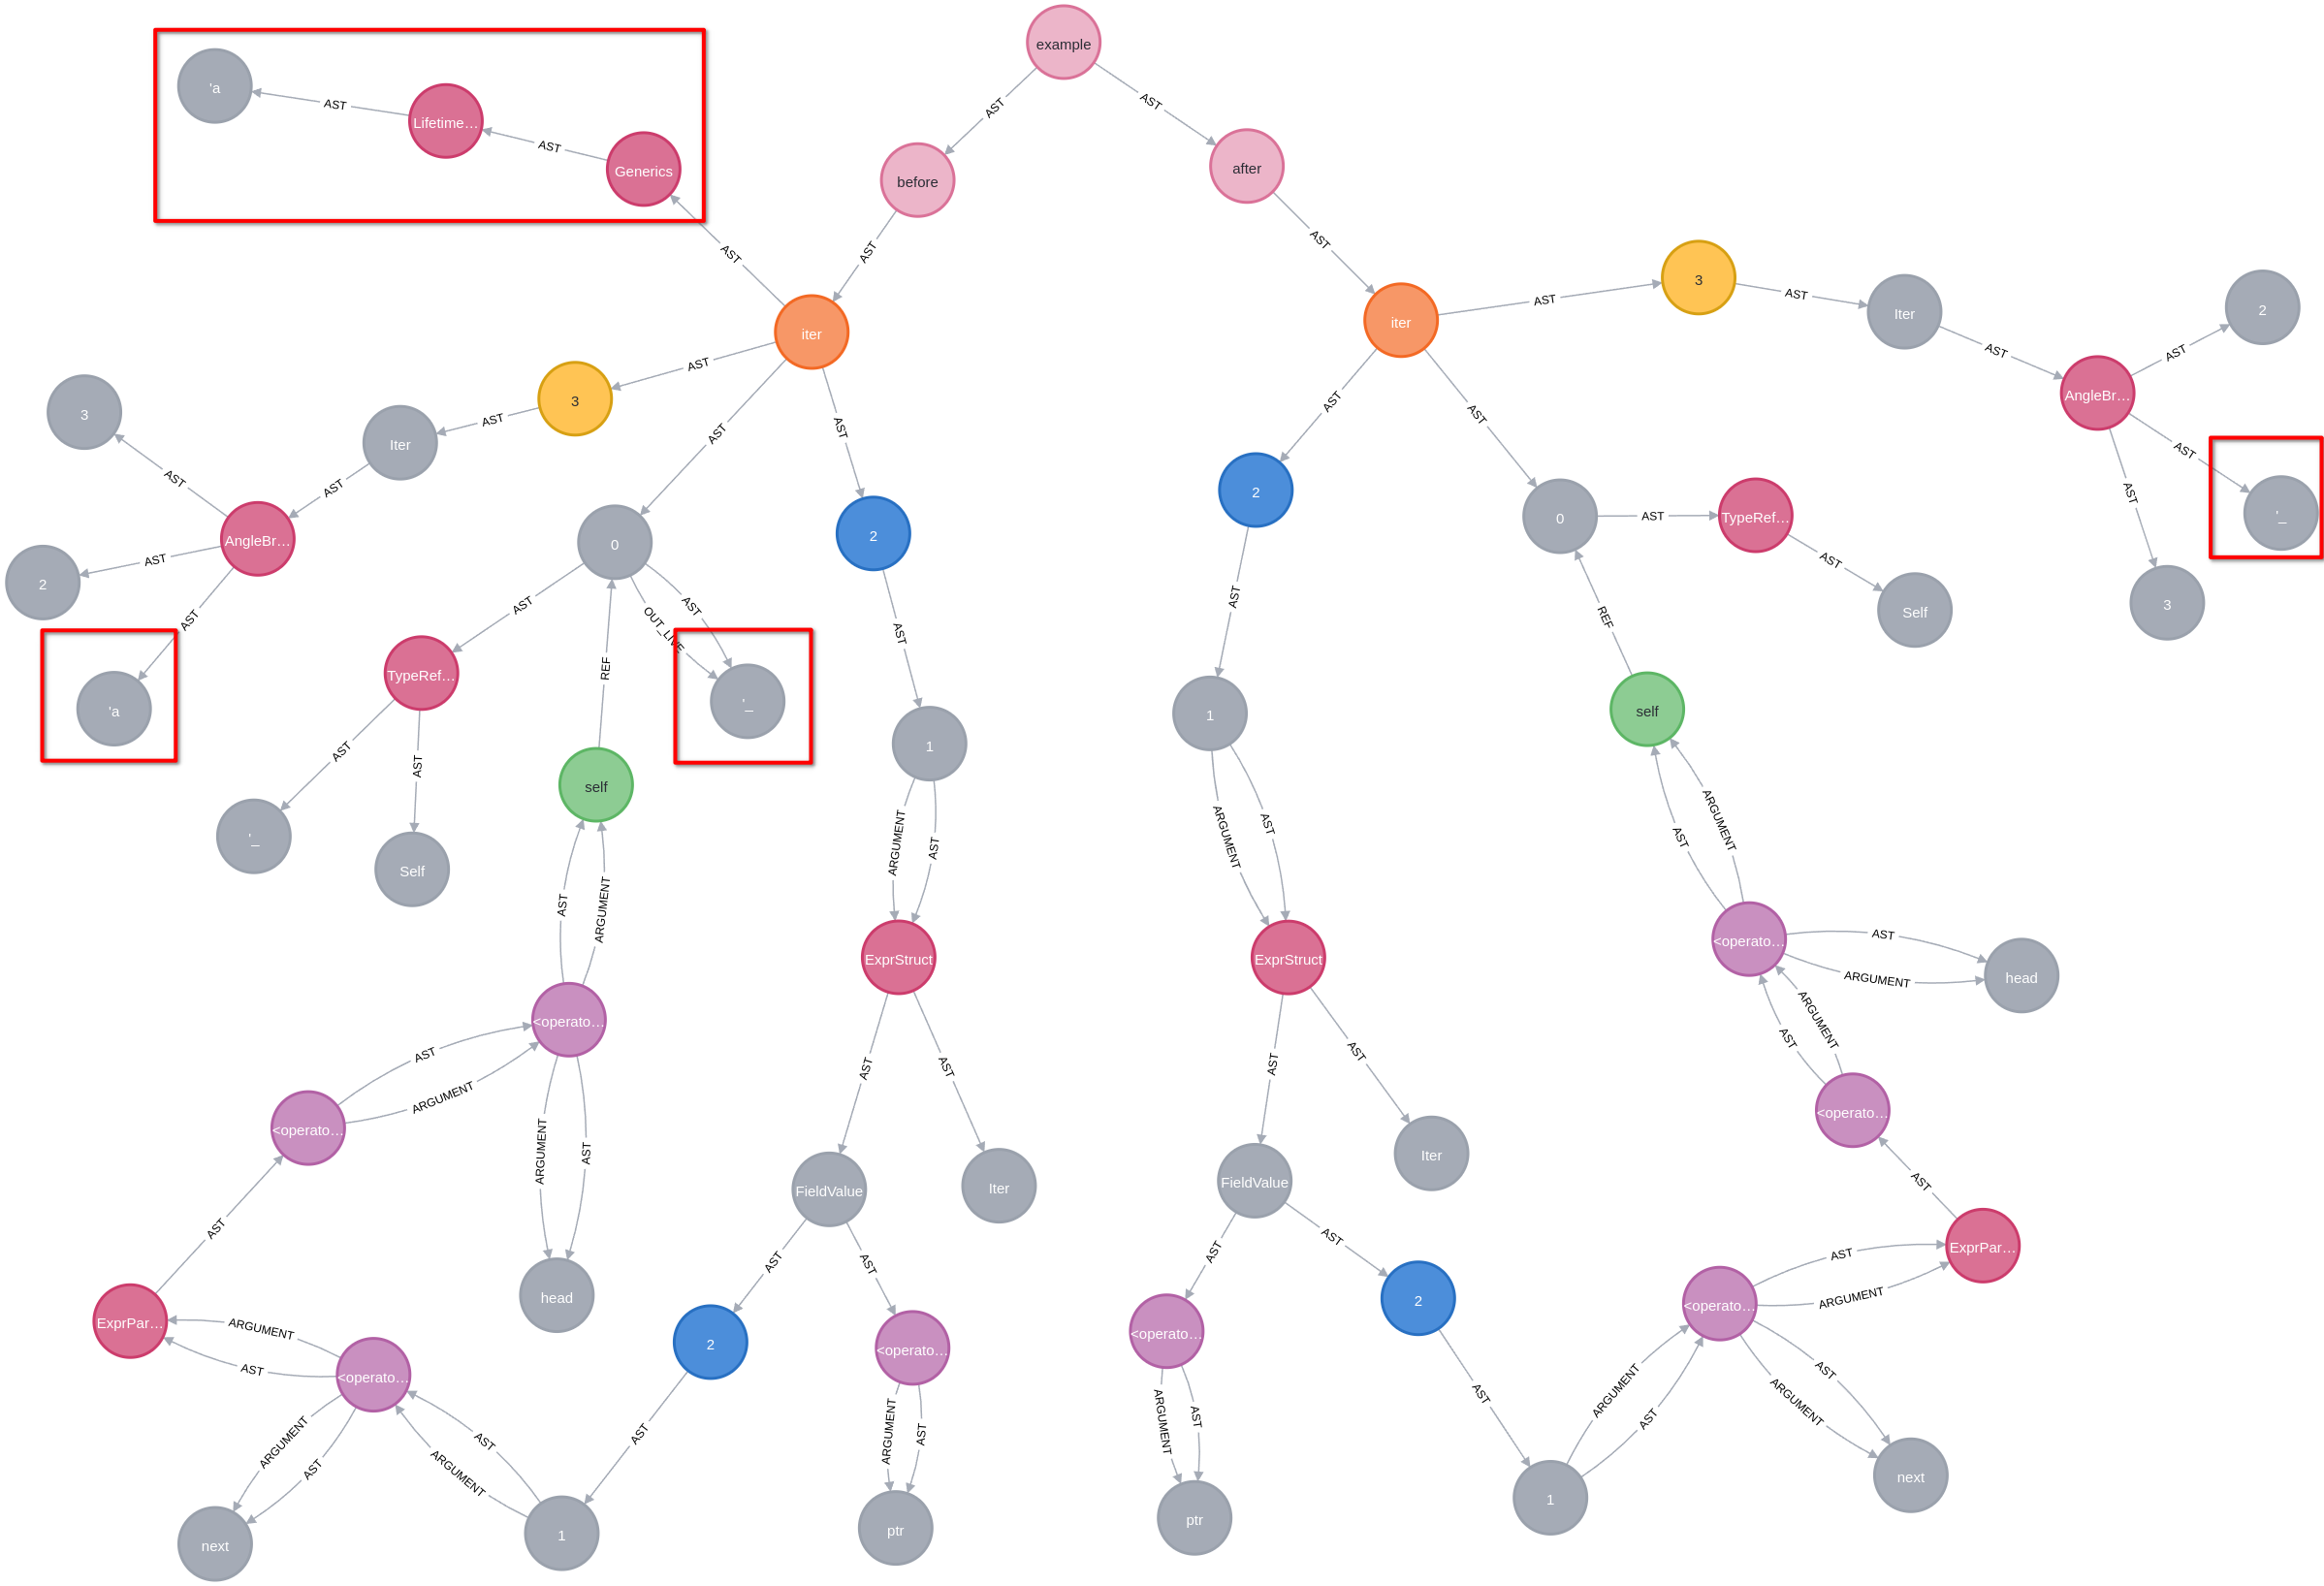 example
AST
AST
before
after
'a
AST
Lifetime…
AST
Generics
AST
AST
iter
AST
iter
AST
3
AST
Iter
AST
AngleBr…
AST
2
AST
'_
AST
3
AST
3
AST
Iter
AST
AngleBr…
AST
3
AST
2
AST
'a
AST
0
AST
2
AST
TypeRef…
AST
'_
AST
Self
AST
OUT_LIVE
'_
REF
self
AST
1
ARGUMENT
AST
ExprStruct
AST
ARGUMENT
<operato…
AST
ARGUMENT
<operato…
ARGUMENT
AST
head
AST
ExprPar…
ARGUMENT
AST
<operato…
ARGUMENT
AST
next
AST
ARGUMENT
1
AST
2
AST
FieldValue
AST
AST
Iter
AST
<operato…
ARGUMENT
AST
ptr
AST
2
AST
0
AST
TypeRef…
AST
Self
REF
self
AST
1
ARGUMENT
AST
ExprStruct
AST
AST
Iter
FieldValue
AST
AST
<operato…
ARGUMENT
AST
ptr
2
AST
1
ARGUMENT
AST
<operato…
AST
ARGUMENT
ExprPar…
AST
ARGUMENT
next
AST
<operato…
AST
ARGUMENT
<operato…
AST
ARGUMENT
head
AST
ARGUMENT